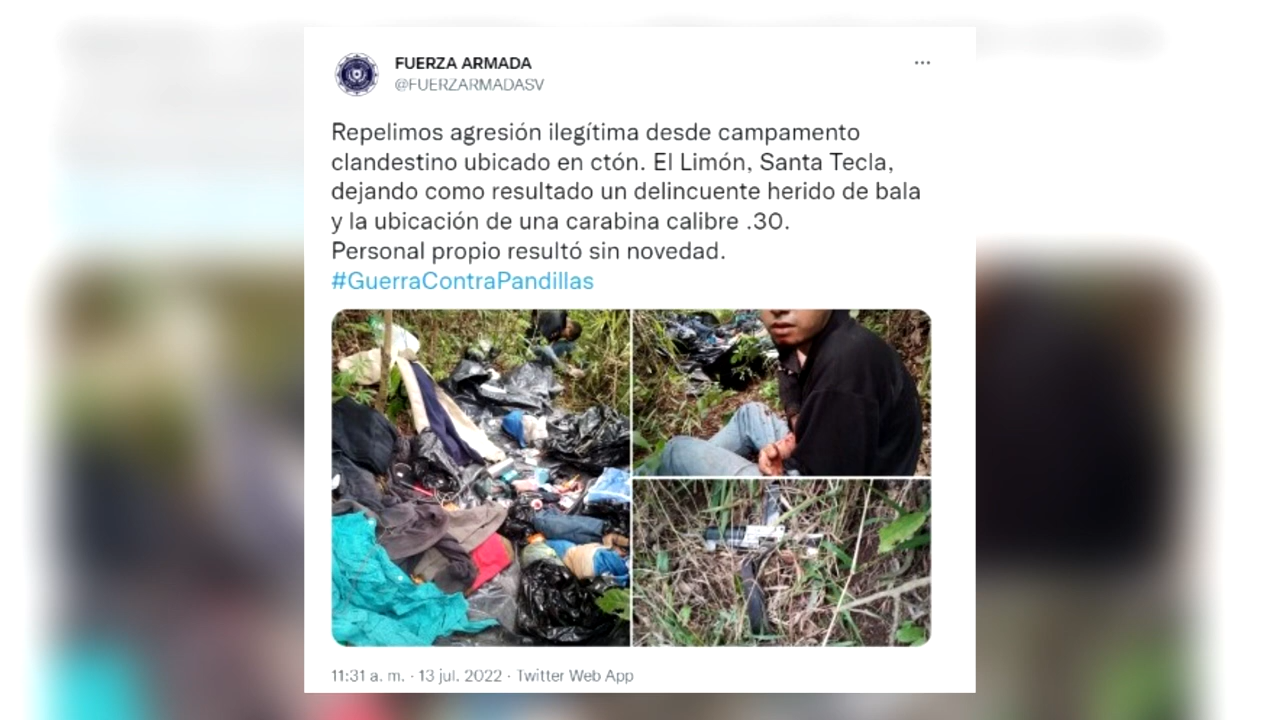 FUERZA ARMADA
@FUERZARMADASV
Repelimos agresión ilegítima desde campamento
clandestino ubicado en ctón. El Limón, Santa Tecla,
dejando como resultado un delincuente herido de bala
y la ubicación de una carabina calibre .30.
Personal propio resultó sin novedad.
#GuerraContraPandillas
11:31 a. m. · 13 jul. 2022 · Twitter Web App